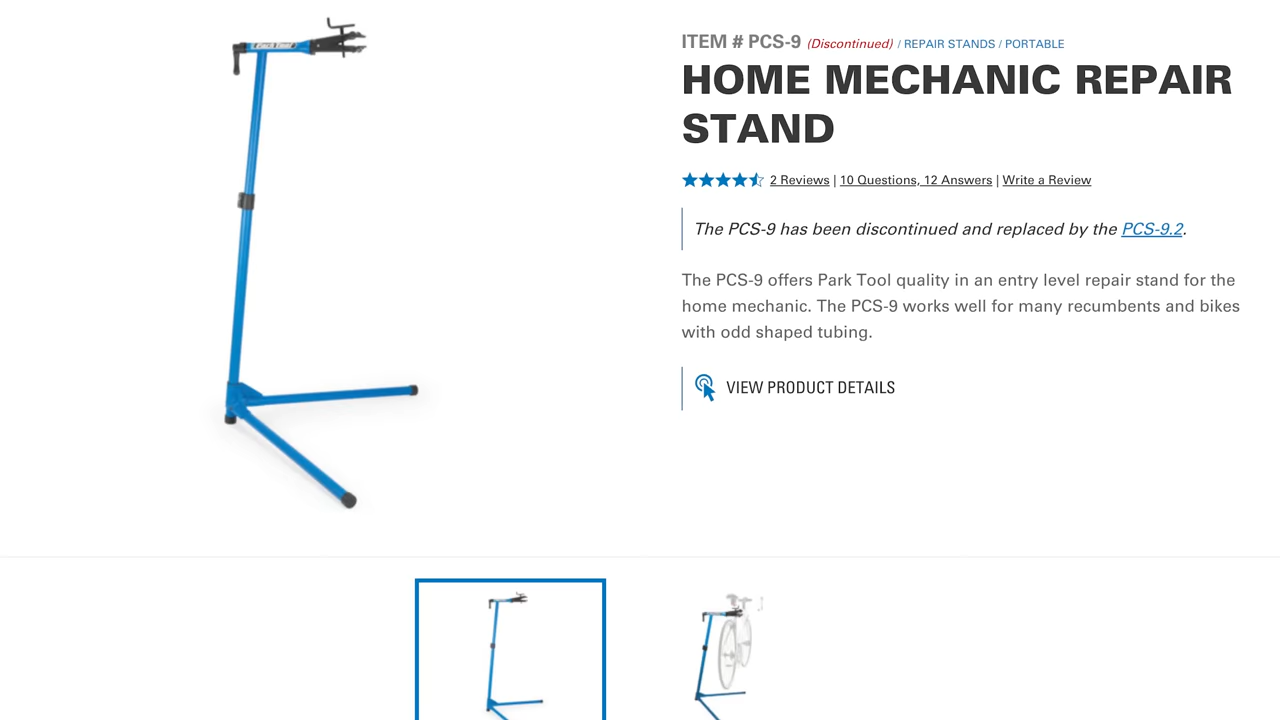 ParkTool
ITEM # PCS-9 (Discontinued) / REPAIR STANDS / PORTABLE
HOME MECHANIC REPAIR
STAND
2 Reviews | 10 Questions, 12 Answers | Write a Review
The PCS-9 has been discontinued and replaced by the PCS-9.2.
The PCS-9 offers Park Tool quality in an entry level repair stand for the
home mechanic. The PCS-9 works well for many recumbents and bikes
with odd shaped tubing.
VIEW PRODUCT DETAILS